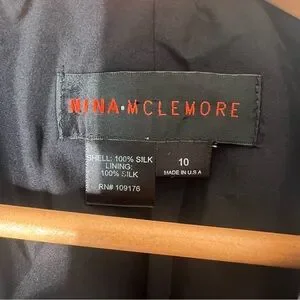 NINA·MCLEMORE
SHELL: 100% SILK
LINING:
100% SILK
RN# 109176
10
MADE IN U.S.A